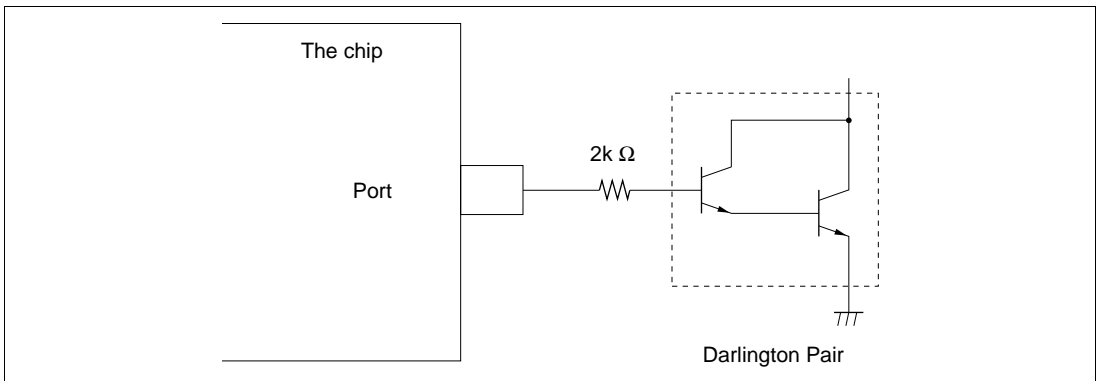 The chip
2k Ω
Port
Darlington Pair